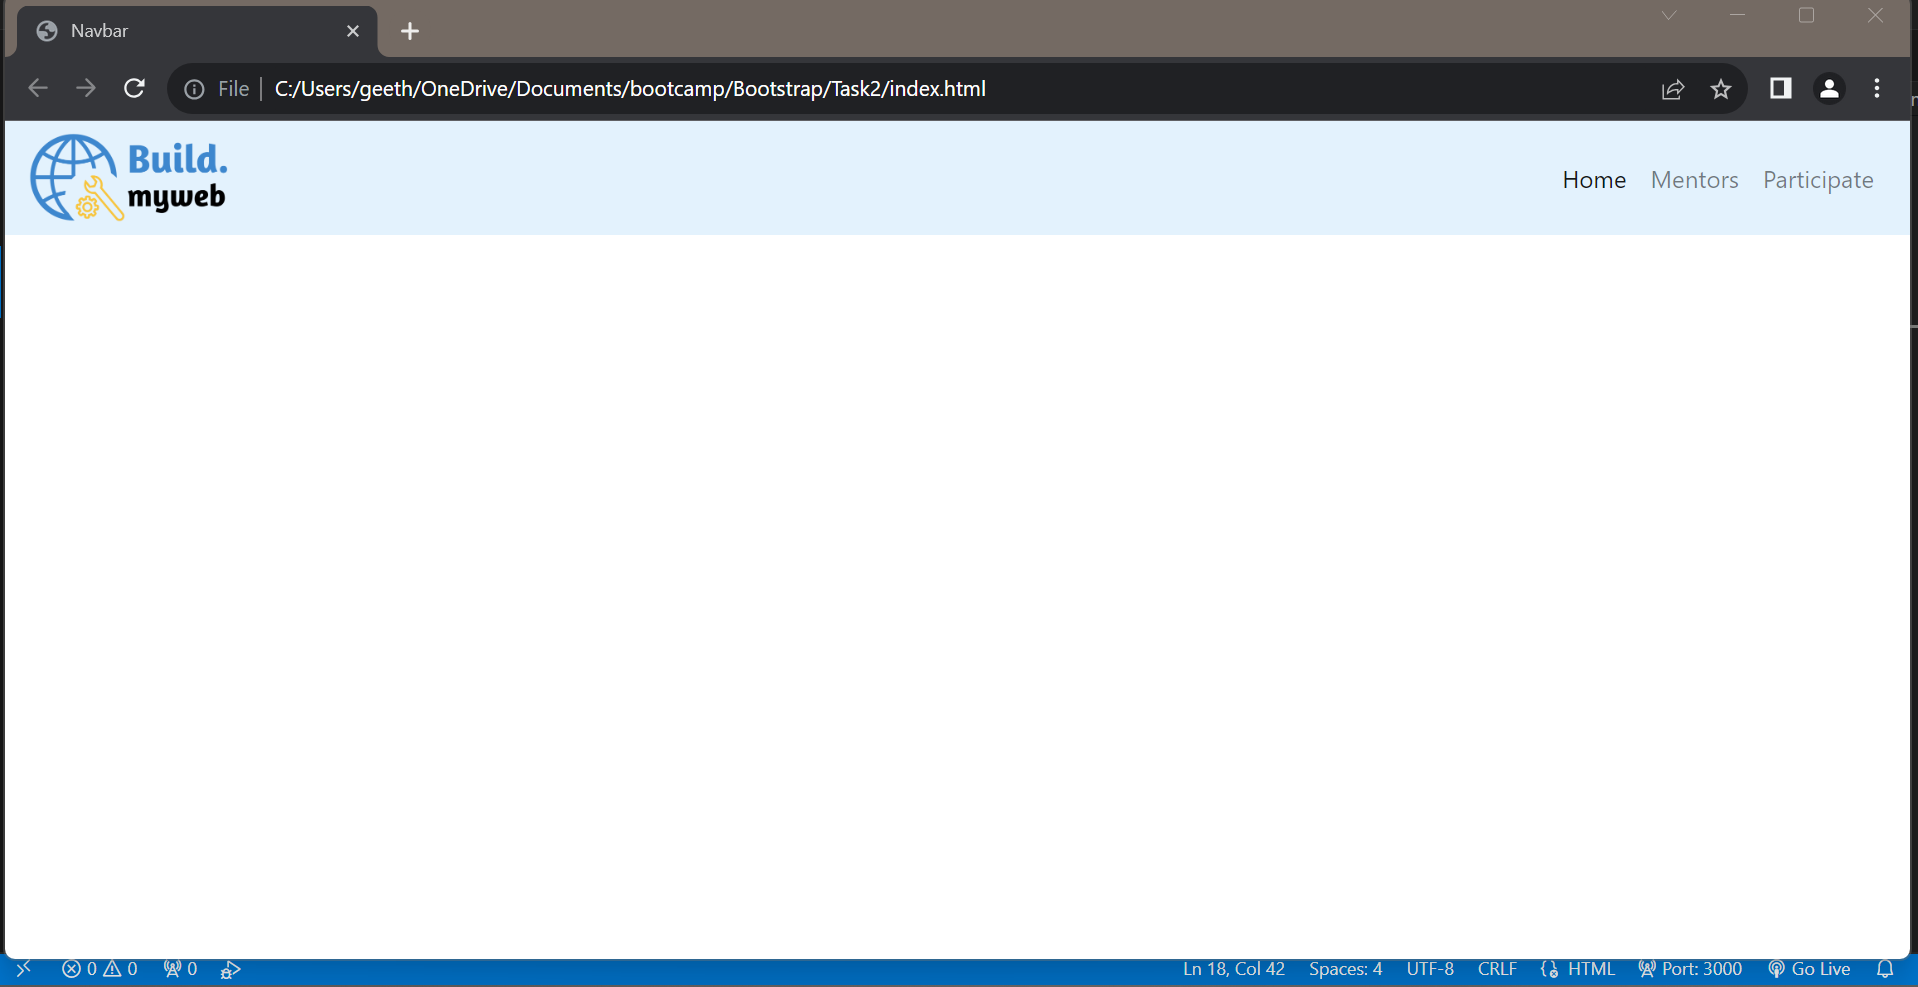 Navbar
File C:/Users/geeth/OneDrive/Documents/bootcamp/Bootstrap/Task2/index.html
Build.
myweb
Home Mentors Participate
0 0 0 Ln 18, Col 42 Spaces: 4 UTF-8 CRLF HTML Port: 3000 Go Live